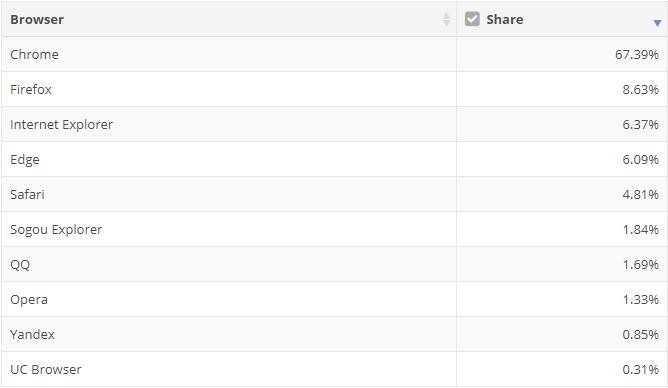 Browser Share
Chrome 67.39%
Firefox 8.63%
Internet Explorer 6.37%
Edge 6.09%
Safari 4.81%
Sogou Explorer 1.84%
QQ 1.69%
Opera 1.33%
Yandex 0.85%
UC Browser 0.31%